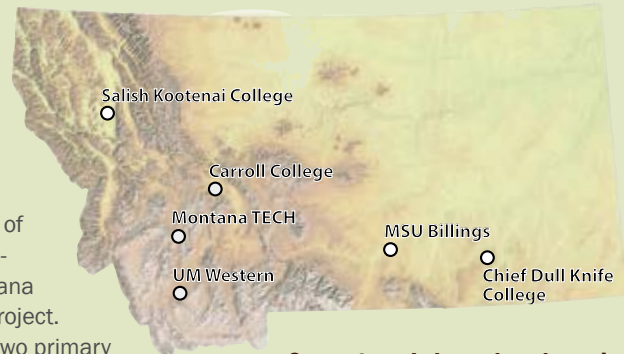 Salish Kootenai College
Carroll College
Montana TECH
MSU Billings
UM Western
Chief Dull Knife
College
of
-
ana
roject.
wo primary